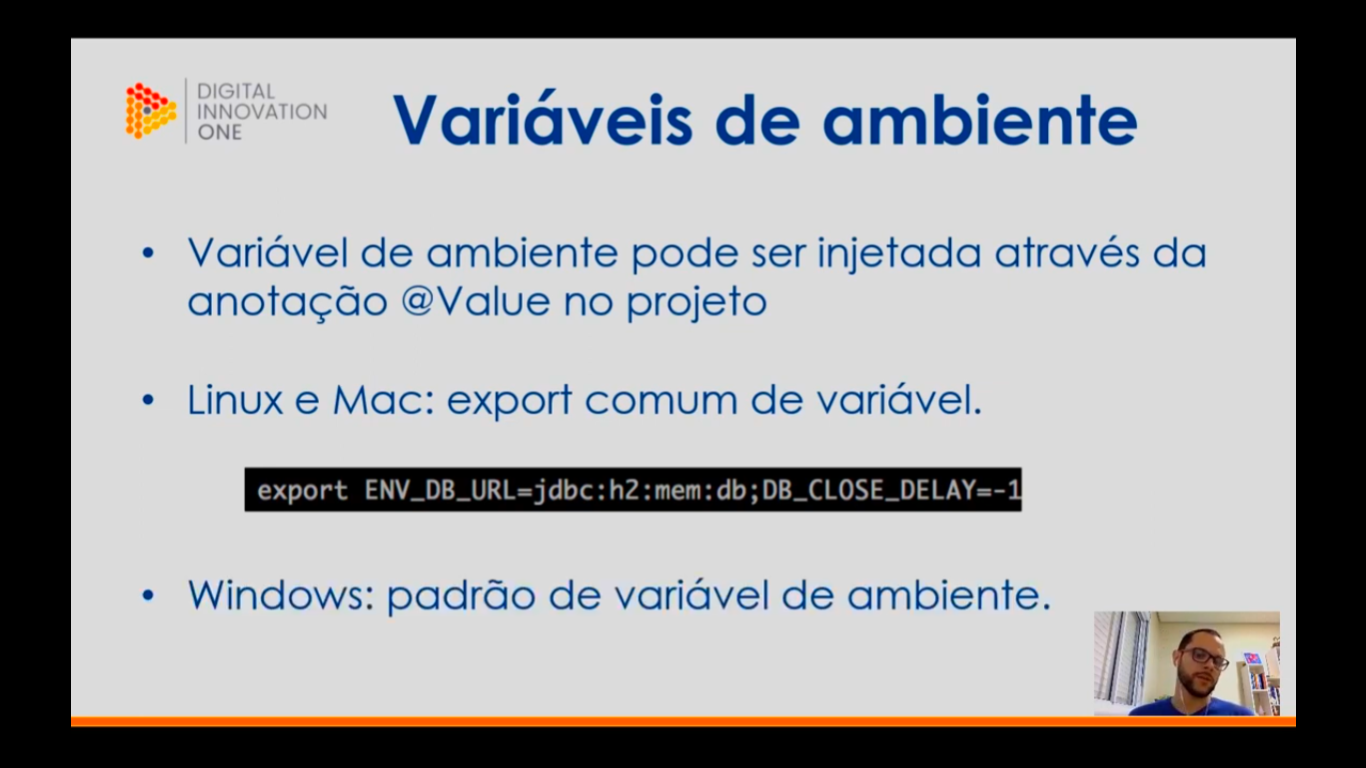 DIGITAL
INNOVATION
ONE
Variáveis de ambiente
• Variável de ambiente pode ser injetada através da
anotação @Value no projeto
• Linux e Mac: export comum de variável.
export ENV_DB_URL=jdbc:h2:mem:db;DB_CLOSE_DELAY=-1
• Windows: padrão de variável de ambiente.